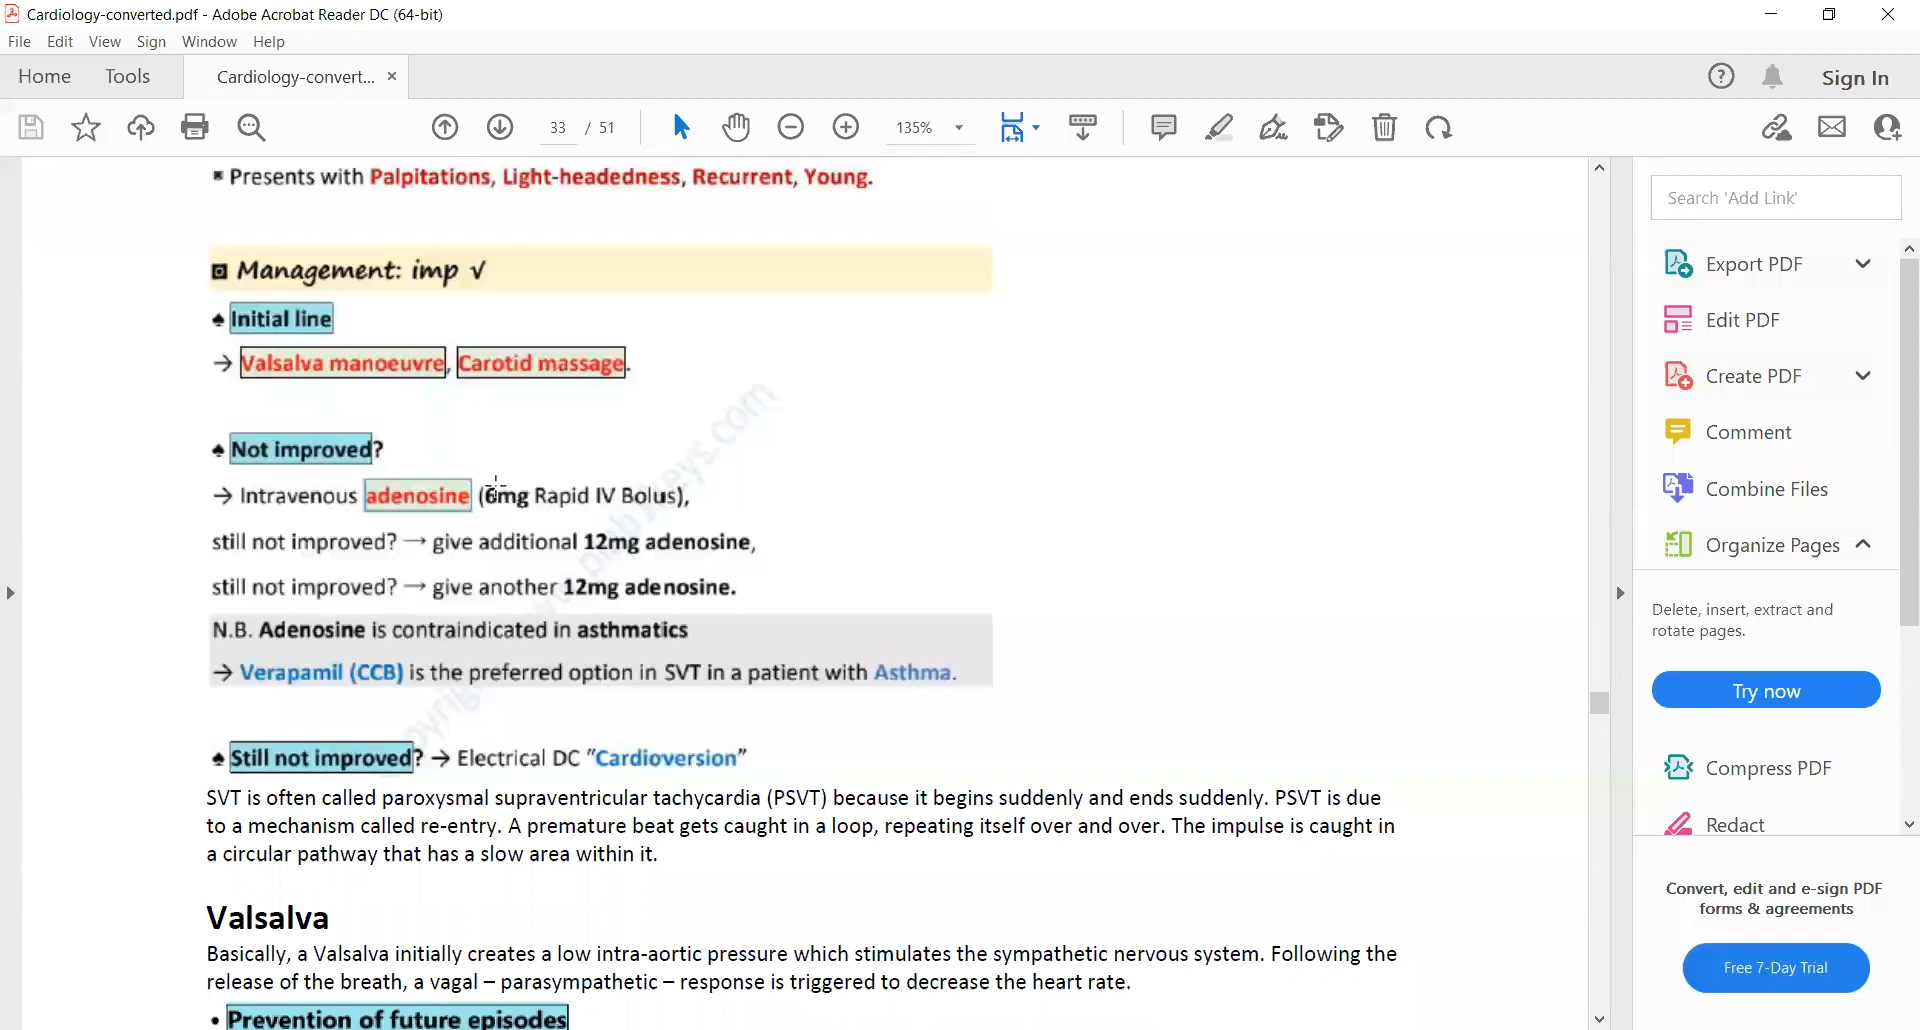 Cardiology-converted.pdf - Adobe Acrobat Reader DC (64-bit)
File Edit View Sign Window Help
Home Tools Cardiology-convert... × Sign In
33 / 51 135%
▣ Presents with Palpitations, Light-headedness, Recurrent, Young.
◘ Management: imp √
♠ Initial line
→ Valsalva manoeuvre, Carotid massage.
♠ Not improved?
→ Intravenous adenosine (6mg Rapid IV Bolus),
still not improved? → give additional 12mg adenosine,
still not improved? → give another 12mg adenosine.
N.B. Adenosine is contraindicated in asthmatics
→ Verapamil (CCB) is the preferred option in SVT in a patient with Asthma.
♠ Still not improved? → Electrical DC "Cardioversion"
SVT is often called paroxysmal supraventricular tachycardia (PSVT) because it begins suddenly and ends suddenly. PSVT is due
to a mechanism called re-entry. A premature beat gets caught in a loop, repeating itself over and over. The impulse is caught in
a circular pathway that has a slow area within it.
Valsalva
Basically, a Valsalva initially creates a low intra-aortic pressure which stimulates the sympathetic nervous system. Following the
release of the breath, a vagal – parasympathetic – response is triggered to decrease the heart rate.
• Prevention of future episodes
Search 'Add Link'
Export PDF
Edit PDF
Create PDF
Comment
Combine Files
Organize Pages
Delete, insert, extract and
rotate pages.
Try now
Compress PDF
Redact
Convert, edit and e-sign PDF
forms & agreements
Free 7-Day Trial